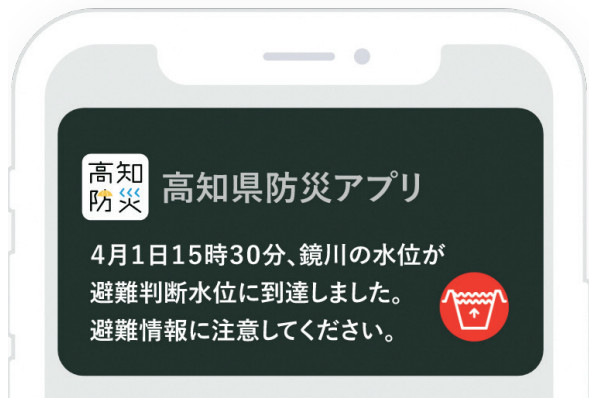 高知
防災
高知県防災アプリ
4月1日15時30分、鏡川の水位が
避難判断水位に到達しました。
避難情報に注意してください。